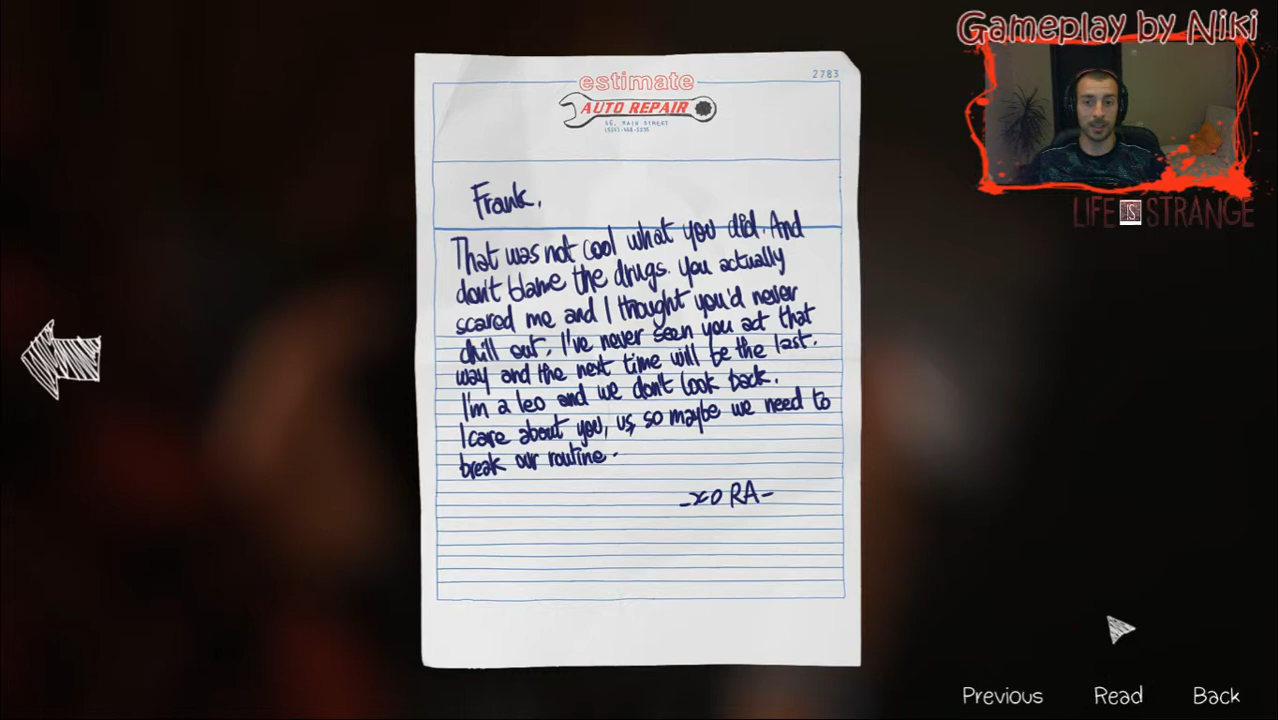 Gameplay by Niki
LIFE IS STRANGE
2783
estimate
AUTO REPAIR
Frank,
That was not cool what you did. And
don't blame the drugs. You actually
scared me and I thought you'd never
chill out. I've never seen you act that
way and the next time will be the last.
I'm a leo and we don't look back.
I care about you, us, so maybe we need to
break our routine.
-xo RA-
Previous
Read
Back